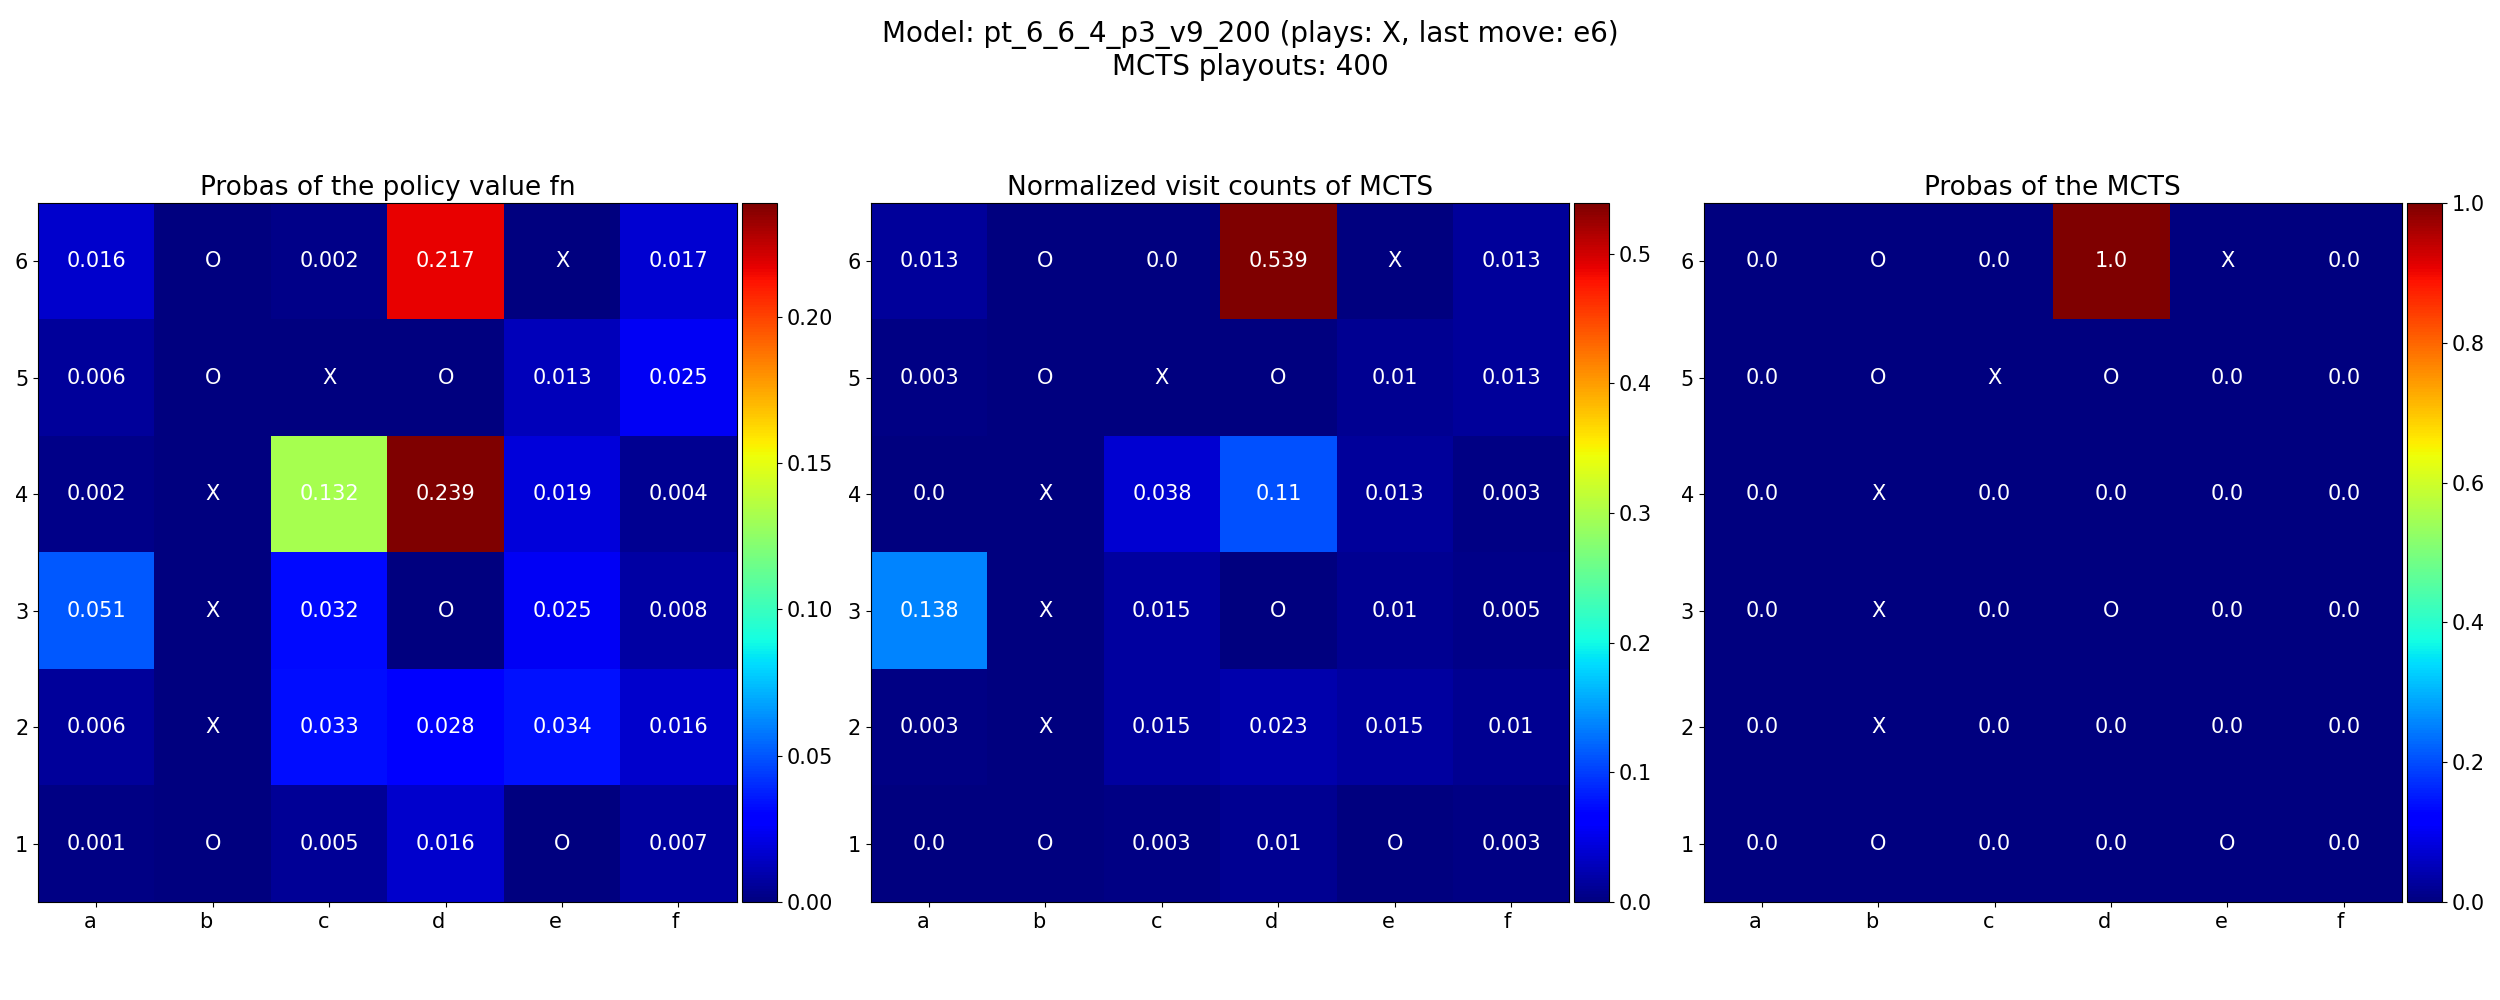 Model: pt_6_6_4_p3_v9_200 (plays: X, last move: e6)
MCTS playouts: 400
Probas of the policy value fn
6 0.016 O 0.002 0.217 X 0.017
5 0.006 O X O 0.013 0.025
4 0.002 X 0.132 0.239 0.019 0.004
3 0.051 X 0.032 O 0.025 0.008
2 0.006 X 0.033 0.028 0.034 0.016
1 0.001 O 0.005 0.016 O 0.007
a b c d e f
0.20
0.15
0.10
0.05
0.00
Normalized visit counts of MCTS
6 0.013 O 0.0 0.539 X 0.013
5 0.003 O X O 0.01 0.013
4 0.0 X 0.038 0.11 0.013 0.003
3 0.138 X 0.015 O 0.01 0.005
2 0.003 X 0.015 0.023 0.015 0.01
1 0.0 O 0.003 0.01 O 0.003
a b c d e f
0.5
0.4
0.3
0.2
0.1
0.0
Probas of the MCTS
6 0.0 O 0.0 1.0 X 0.0
5 0.0 O X O 0.0 0.0
4 0.0 X 0.0 0.0 0.0 0.0
3 0.0 X 0.0 O 0.0 0.0
2 0.0 X 0.0 0.0 0.0 0.0
1 0.0 O 0.0 0.0 O 0.0
a b c d e f
1.0
0.8
0.6
0.4
0.2
0.0